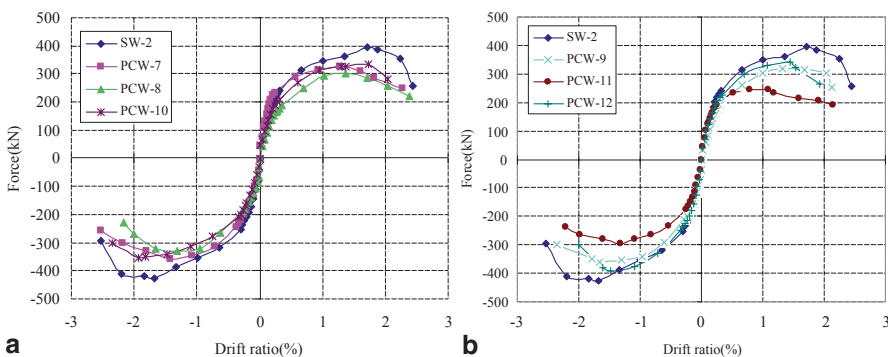 500
400
300
200
100
0
-100
-200
-300
-400
-500
Force(kN)
SW-2
PCW-7
PCW-8
PCW-10
-3
-2
-1
0
1
2
3
Drift ratio(%)
a
500
400
300
200
100
0
-100
-200
-300
-400
-500
Force(kN)
SW-2
PCW-9
PCW-11
PCW-12
-3
-2
-1
0
1
2
3
Drift ratio(%)
b